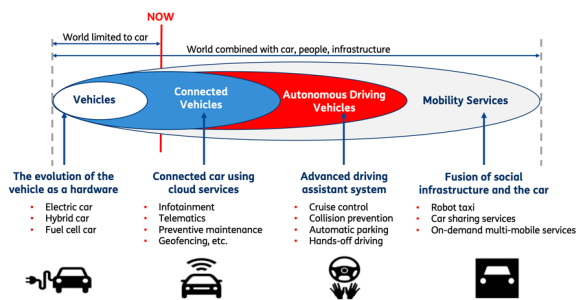 NOW
World limited to car
World combined with car, people, infrastructure
Vehicles
Connected
Vehicles
Autonomous Driving
Vehicles
Mobility Services
The evolution of the
vehicle as a hardware
• Electric car
• Hybrid car
• Fuel cell car
Connected car using
cloud services
• Infotainment
• Telematics
• Preventive maintenance
• Geofencing, etc.
Advanced driving
assistant system
• Cruise control
• Collision prevention
• Automatic parking
• Hands-off driving
Fusion of social
infrastructure and the car
• Robot taxi
• Car sharing services
• On-demand multi-mobile services